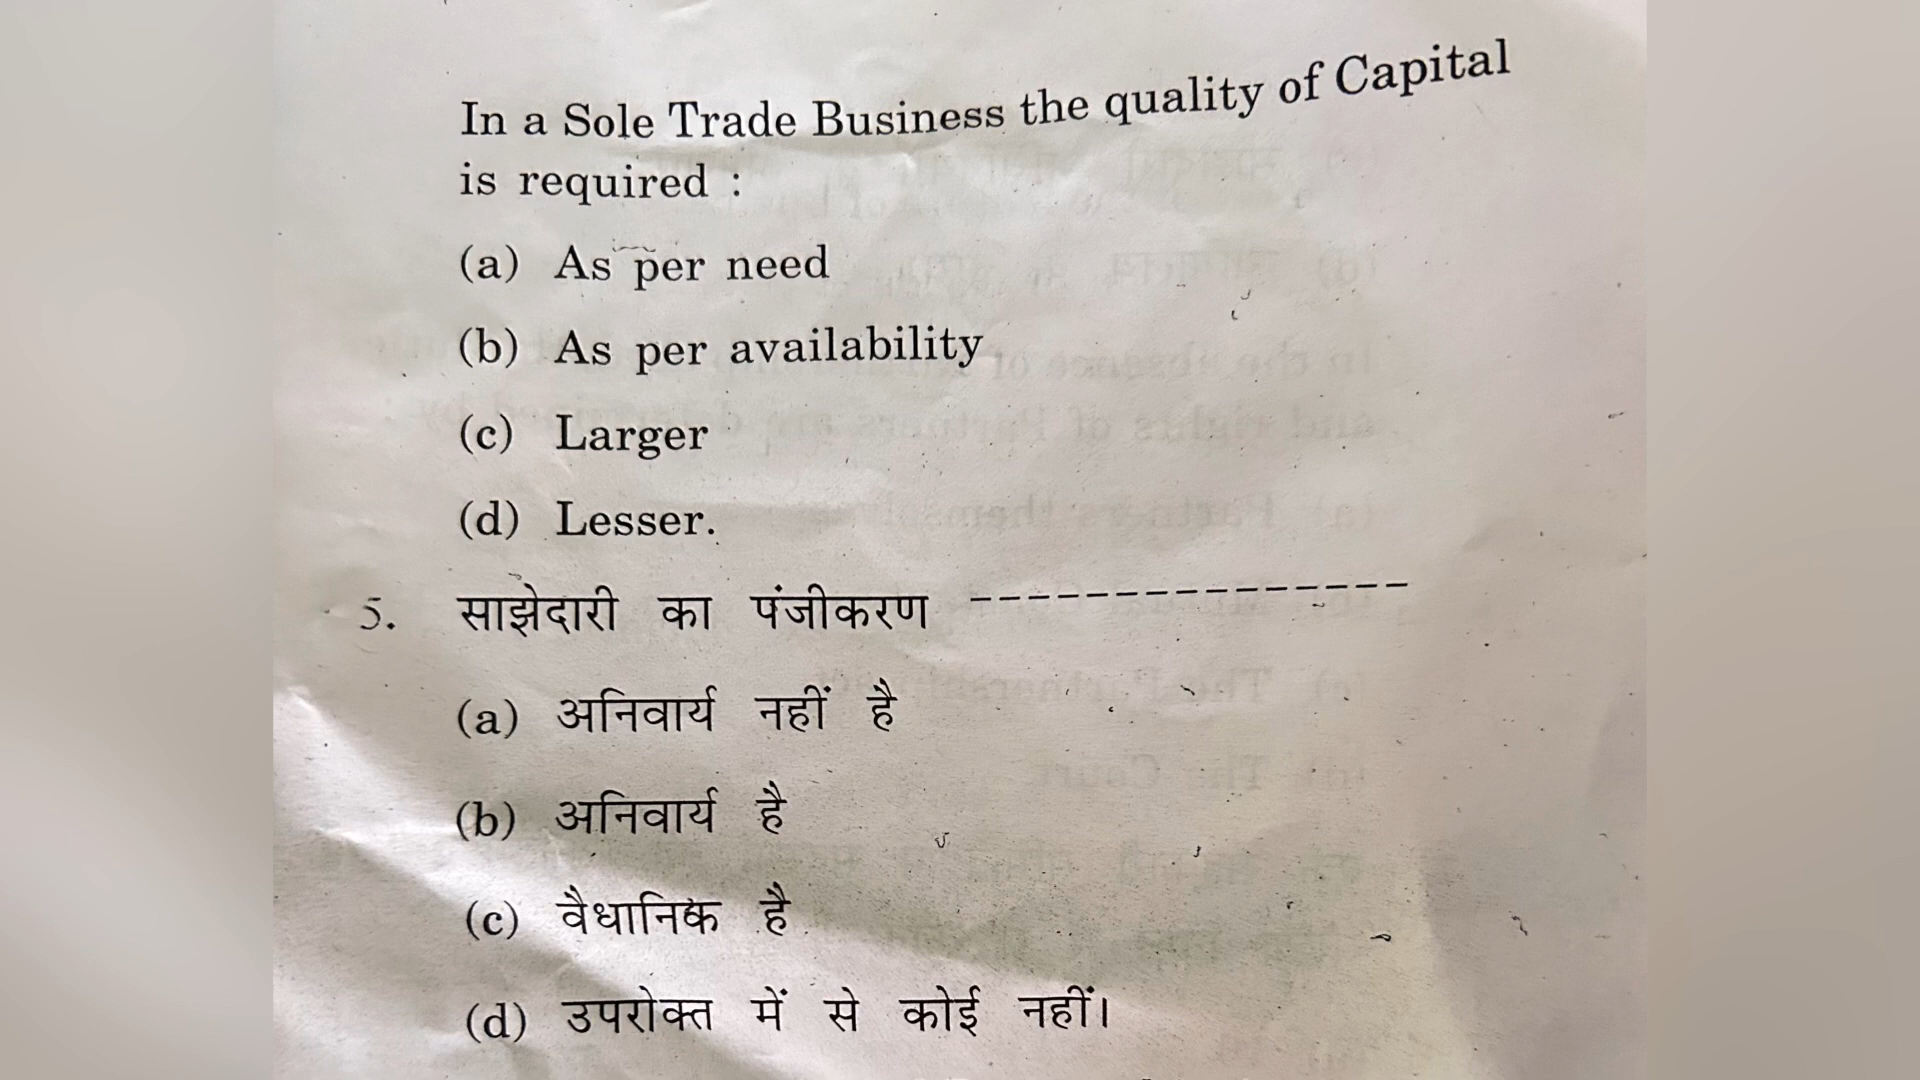 In a Sole Trade Business the quality of Capital
is required :
(a) As per need
(b) As per availability
(c) Larger
(d) Lesser.
5. साझेदारी का पंजीकरण ---------------
(a) अनिवार्य नहीं है
(b) अनिवार्य है
(c) वैधानिक है
(d) उपरोक्त में से कोई नहीं।